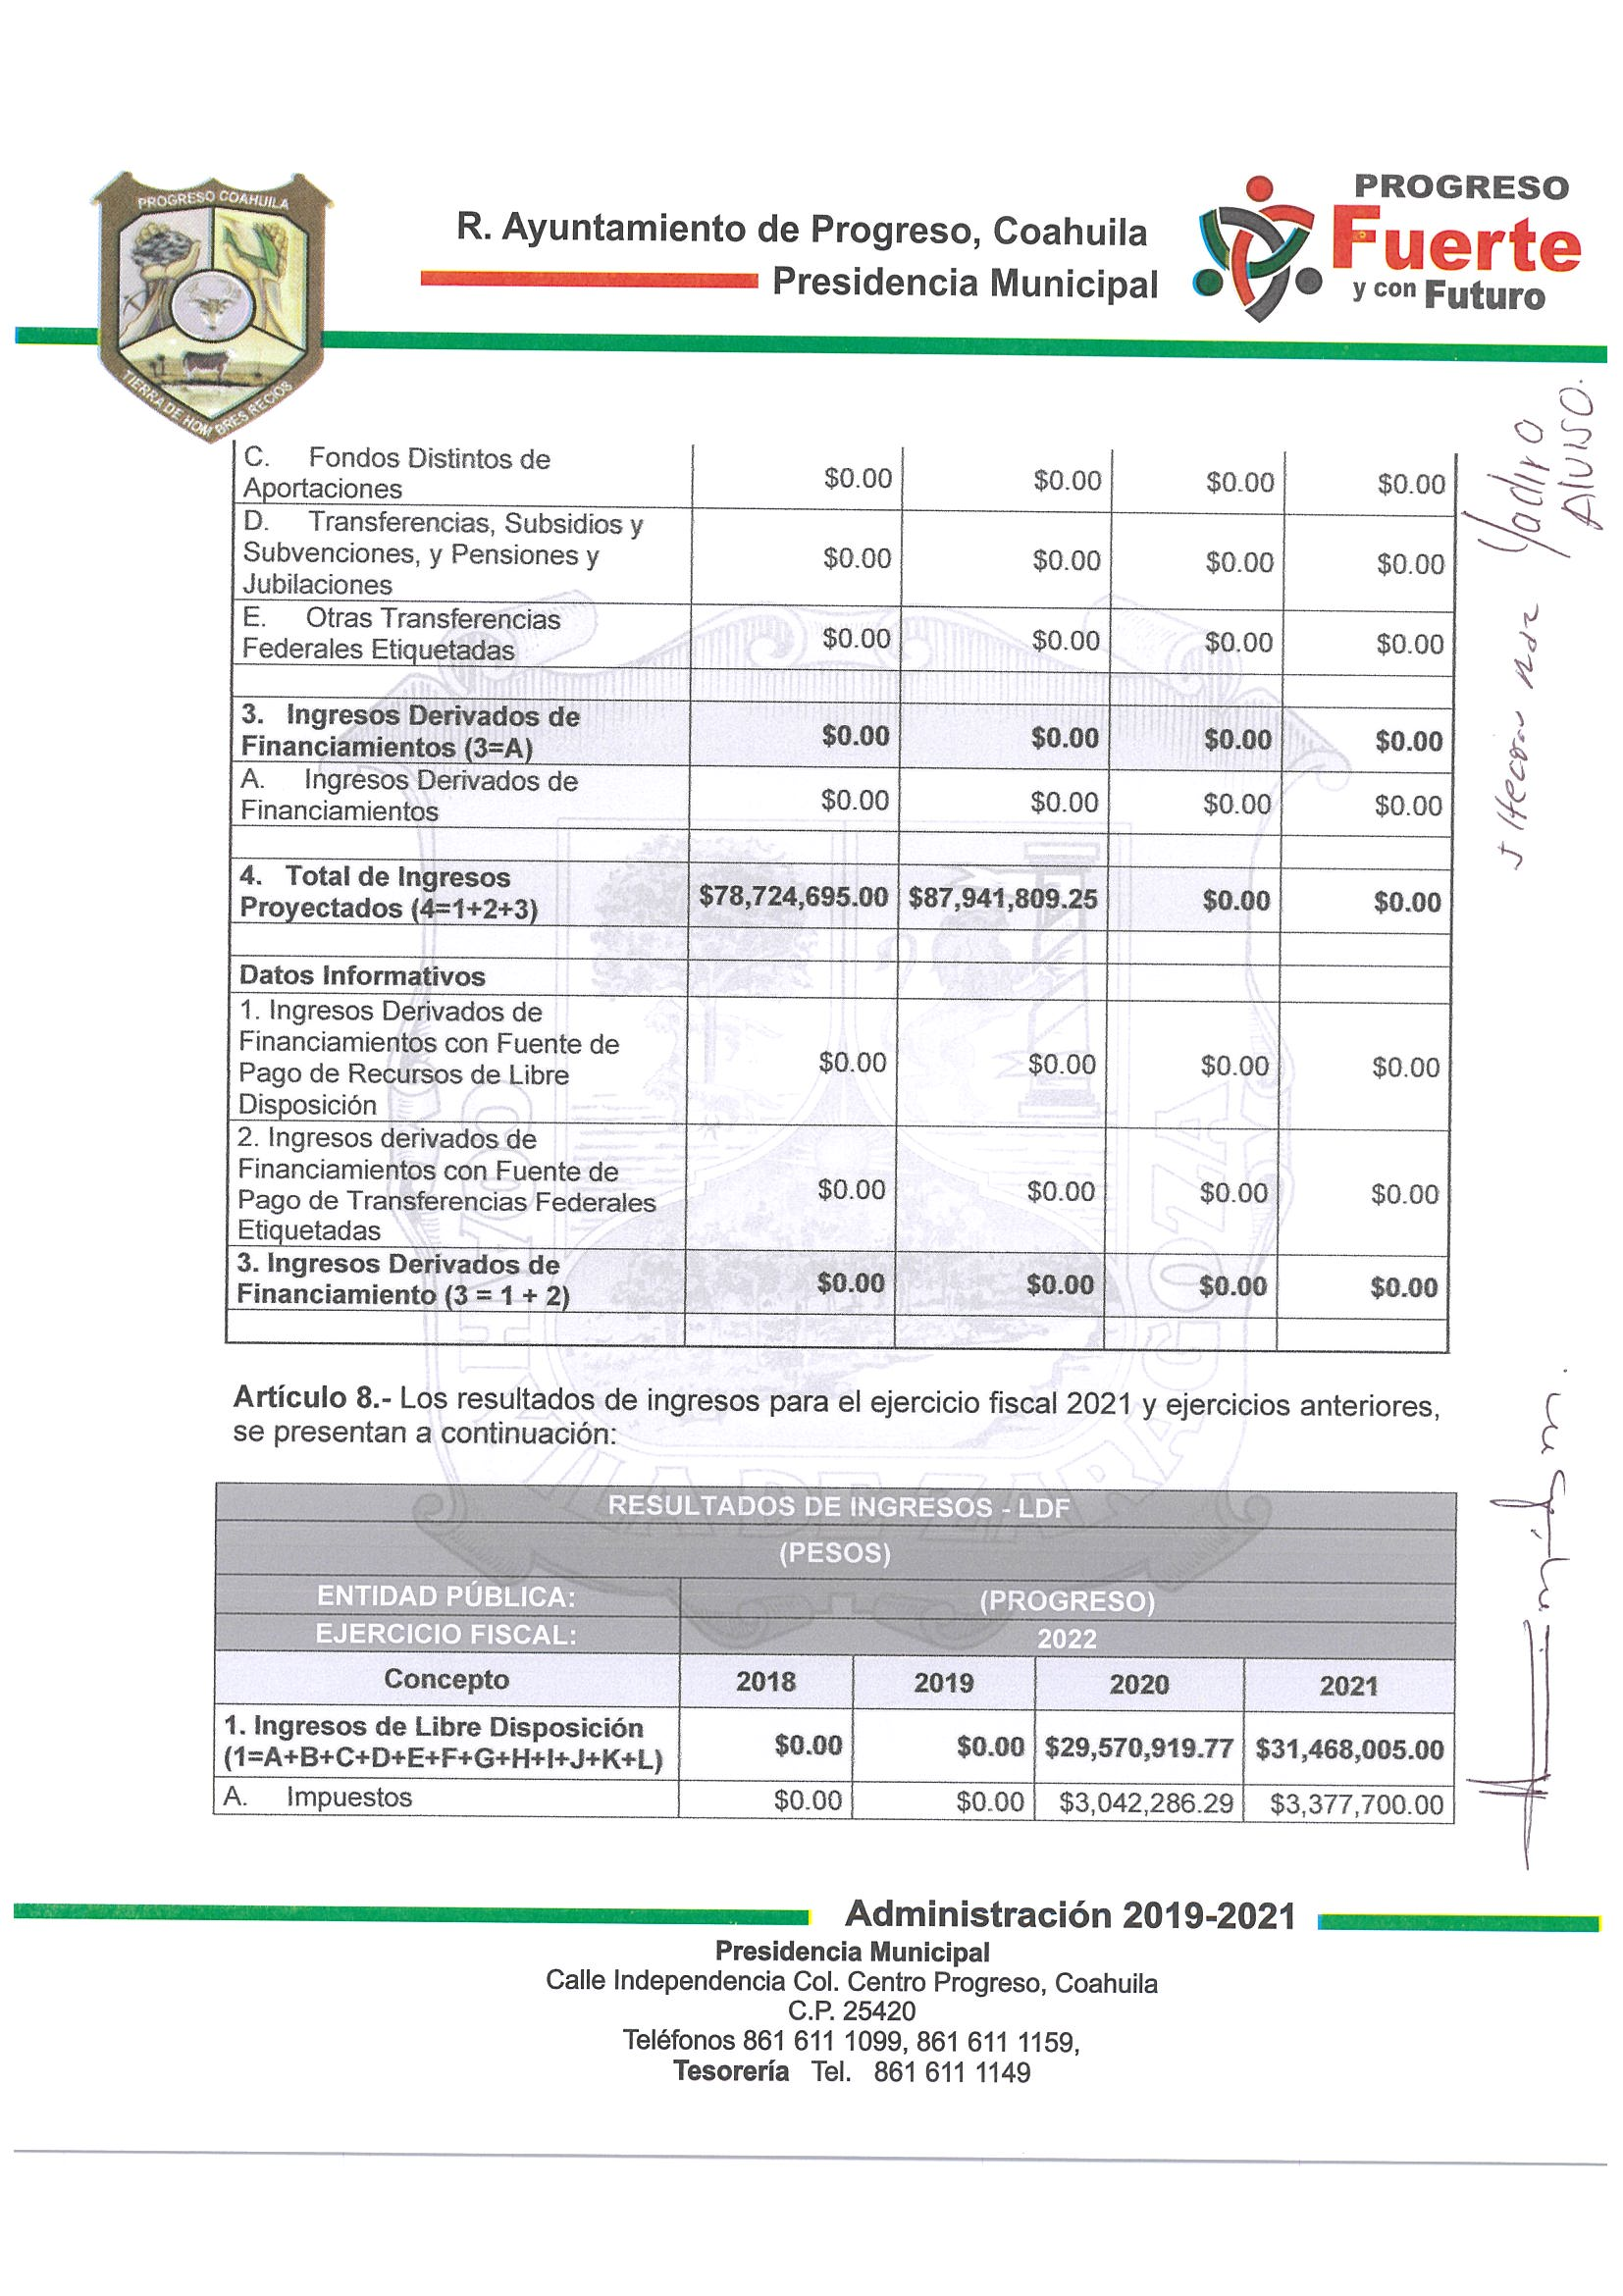 PROGRESO COAHUILA
TIERRA DE HOMBRES RECIOS
R. Ayuntamiento de Progreso, Coahuila
Presidencia Municipal
PROGRESO
Fuerte
y con Futuro
C. Fondos Distintos de
Aportaciones $0.00 $0.00 $0.00 $0.00
D. Transferencias, Subsidios y
Subvenciones, y Pensiones y
Jubilaciones $0.00 $0.00 $0.00 $0.00
E. Otras Transferencias
Federales Etiquetadas $0.00 $0.00 $0.00 $0.00
3. Ingresos Derivados de
Financiamientos (3=A) $0.00 $0.00 $0.00 $0.00
A. Ingresos Derivados de
Financiamientos $0.00 $0.00 $0.00 $0.00
4. Total de Ingresos
Proyectados (4=1+2+3) $78,724,695.00 $87,941,809.25 $0.00 $0.00
Datos Informativos
1. Ingresos Derivados de
Financiamientos con Fuente de
Pago de Recursos de Libre
Disposición $0.00 $0.00 $0.00 $0.00
2. Ingresos derivados de
Financiamientos con Fuente de
Pago de Transferencias Federales
Etiquetadas $0.00 $0.00 $0.00 $0.00
3. Ingresos Derivados de
Financiamiento (3 = 1 + 2) $0.00 $0.00 $0.00 $0.00
Artículo 8.- Los resultados de ingresos para el ejercicio fiscal 2021 y ejercicios anteriores,
se presentan a continuación:
RESULTADOS DE INGRESOS - LDF
(PESOS)
ENTIDAD PÚBLICA: (PROGRESO)
EJERCICIO FISCAL: 2022
Concepto 2018 2019 2020 2021
1. Ingresos de Libre Disposición
(1=A+B+C+D+E+F+G+H+I+J+K+L) $0.00 $0.00 $29,570,919.77 $31,468,005.00
A. Impuestos $0.00 $0.00 $3,042,286.29 $3,377,700.00
Administración 2019-2021
Presidencia Municipal
Calle Independencia Col. Centro Progreso, Coahuila
C.P. 25420
Teléfonos 861 611 1099, 861 611 1159,
Tesorería Tel. 861 611 1149
COAHUILA DE ZARAGOZA